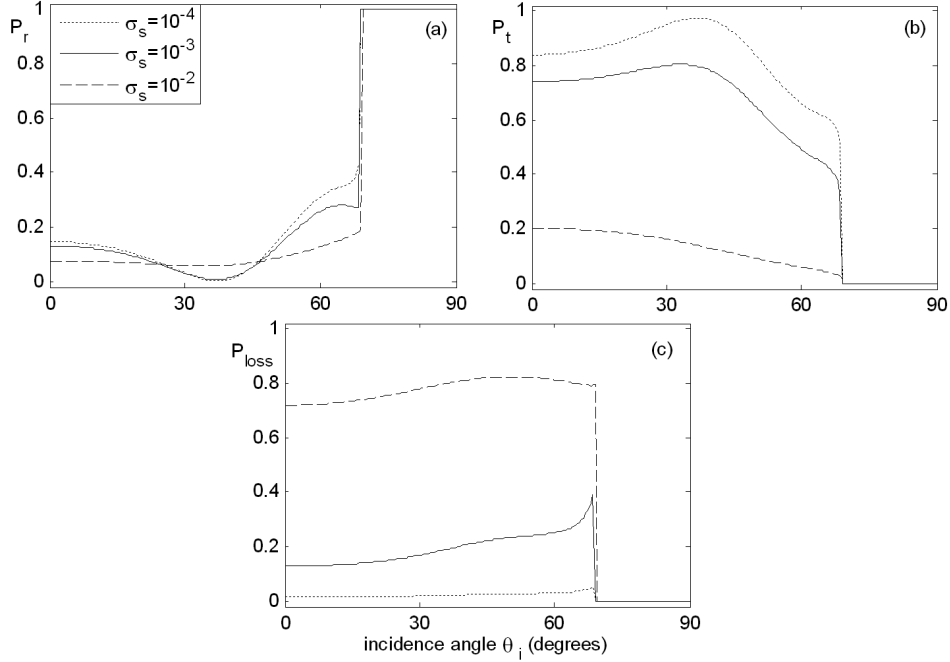 1
P_r
0.8
0.6
0.4
0.2
0
0 30 60 90
σ_s=10^-4
σ_s=10^-3
σ_s=10^-2
(a)
1
P_t
0.8
0.6
0.4
0.2
0
0 30 60 90
(b)
1
P_loss
0.8
0.6
0.4
0.2
0
0 30 60 90
(c)
incidence angle θ_i (degrees)